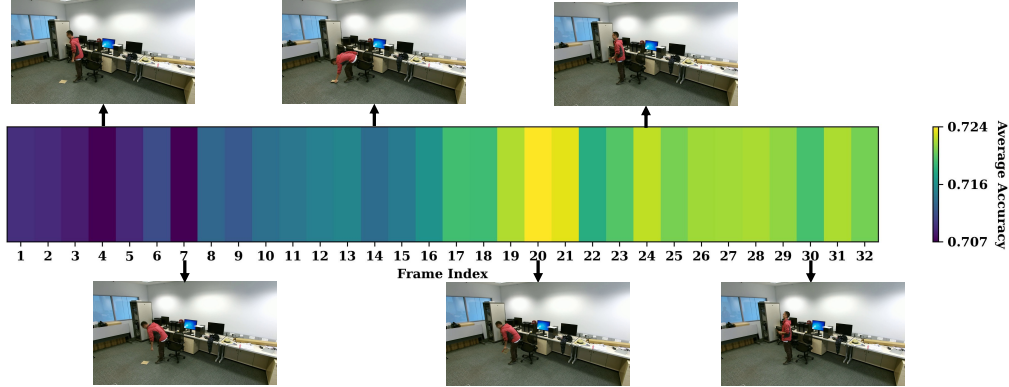 0.724
0.716
0.707
Average Accuracy
1 2 3 4 5 6 7 8 9 10 11 12 13 14 15 16 17 18 19 20 21 22 23 24 25 26 27 28 29 30 31 32
Frame Index